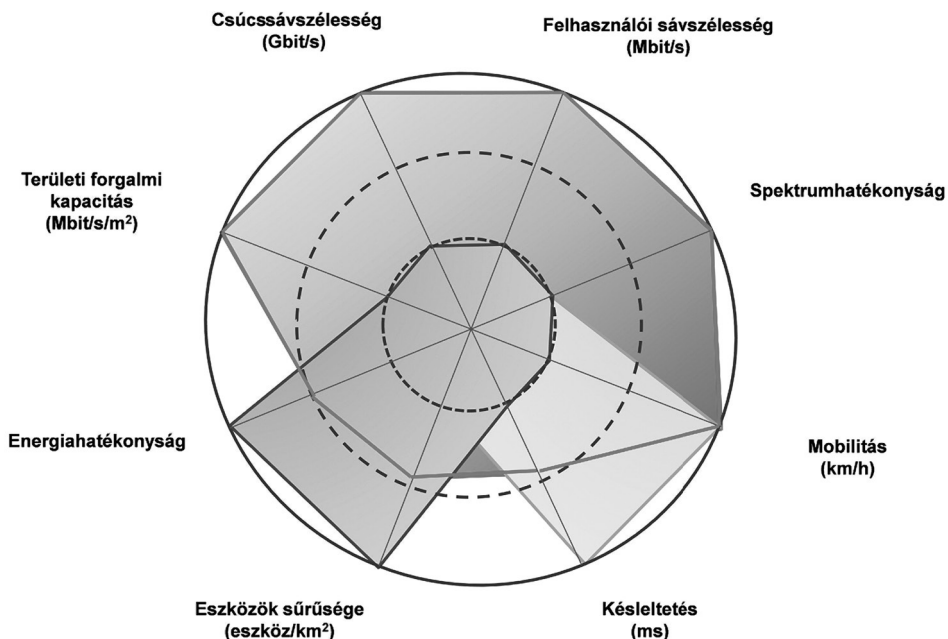 Csúcssávszélesség
(Gbit/s)
Felhasználói sávszélesség
(Mbit/s)
Területi forgalmi
kapacitás
(Mbit/s/m²)
Spektrumhatékonyság
Energiahatékonyság
Mobilitás
(km/h)
Eszközök sűrűsége
(eszköz/km²)
Késleltetés
(ms)